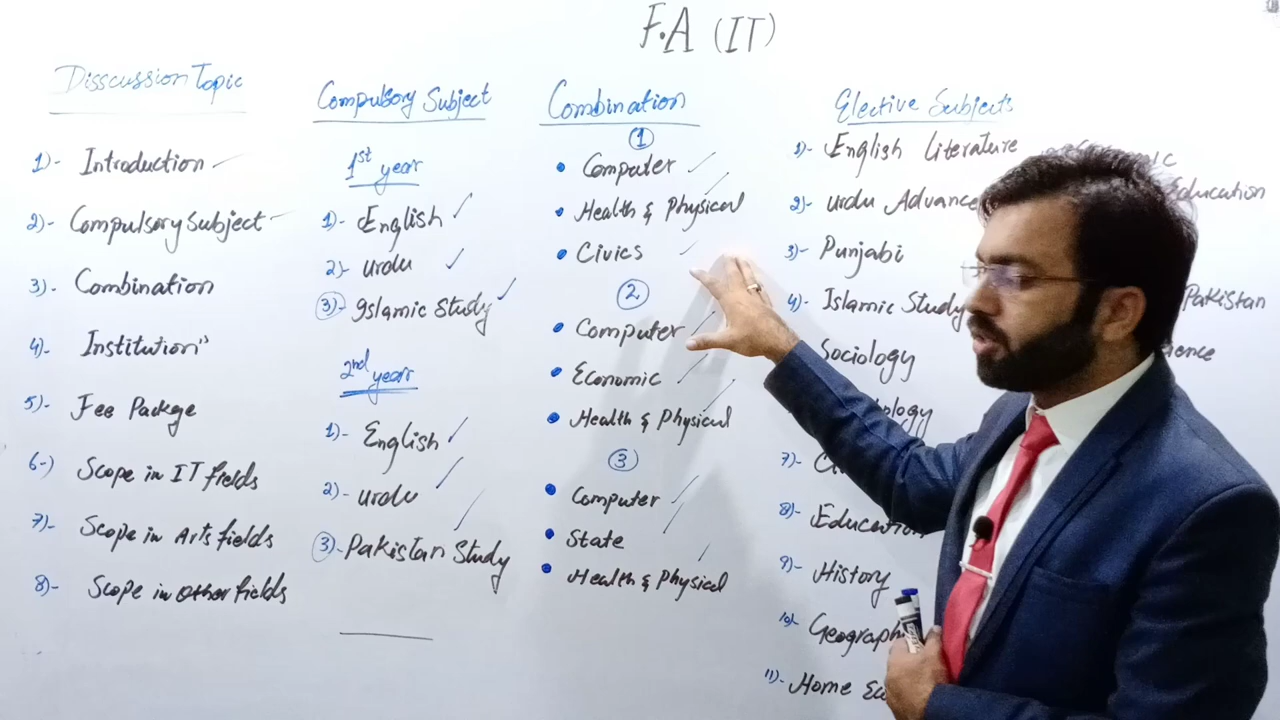 F.A (IT)
Disscussion Topic
1)- Introduction
2)- Compulsory Subject
3)- Combination
4)- Institution"
5)- Fee Packge
6-) Scope in IT fields
7)- Scope in Arts fields
8)- Scope in other fields
Compulsory Subject
1st year
1)- English
2)- Urdu
3)- Islamic Study
2nd year
1)- English
2)- Urdu
3)- Pakistan Study
Combination
1
• Computer
• Health & Physical
• Civics
2
• Computer
• Economic
• Health & Physical
3
• Computer
• State
• Health & Physical
Elective Subjects
1)- English Literature
2)- Urdu Advance
3)- Punjabi
4)- Islamic Study
Sociology
7)-
8)- Education
9)- History
10)-
11)- Home
Education
Pakistan